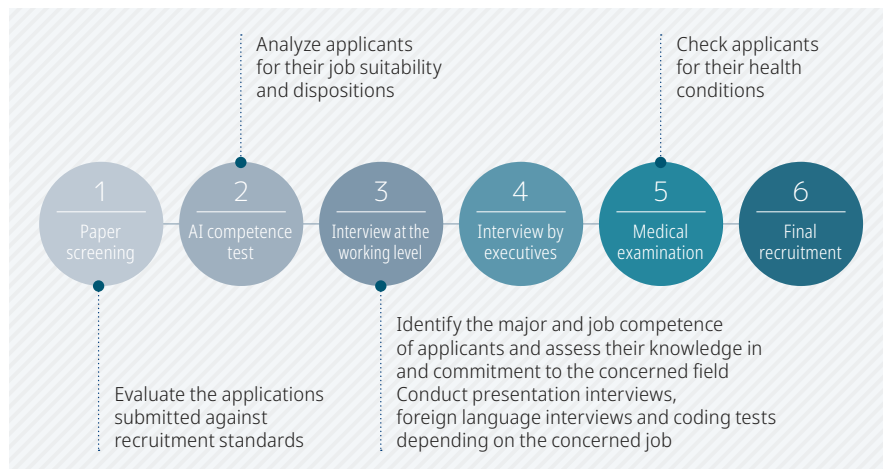 Analyze applicants
for their job suitability
and dispositions
Check applicants
for their health
conditions
1
Paper
screening
2
AI competence
test
3
Interview at the
working level
4
Interview by
executives
5
Medical
examination
6
Final
recruitment
Evaluate the applications
submitted against
recruitment standards
Identify the major and job competence
of applicants and assess their knowledge in
and commitment to the concerned field
Conduct presentation interviews,
foreign language interviews and coding tests
depending on the concerned job